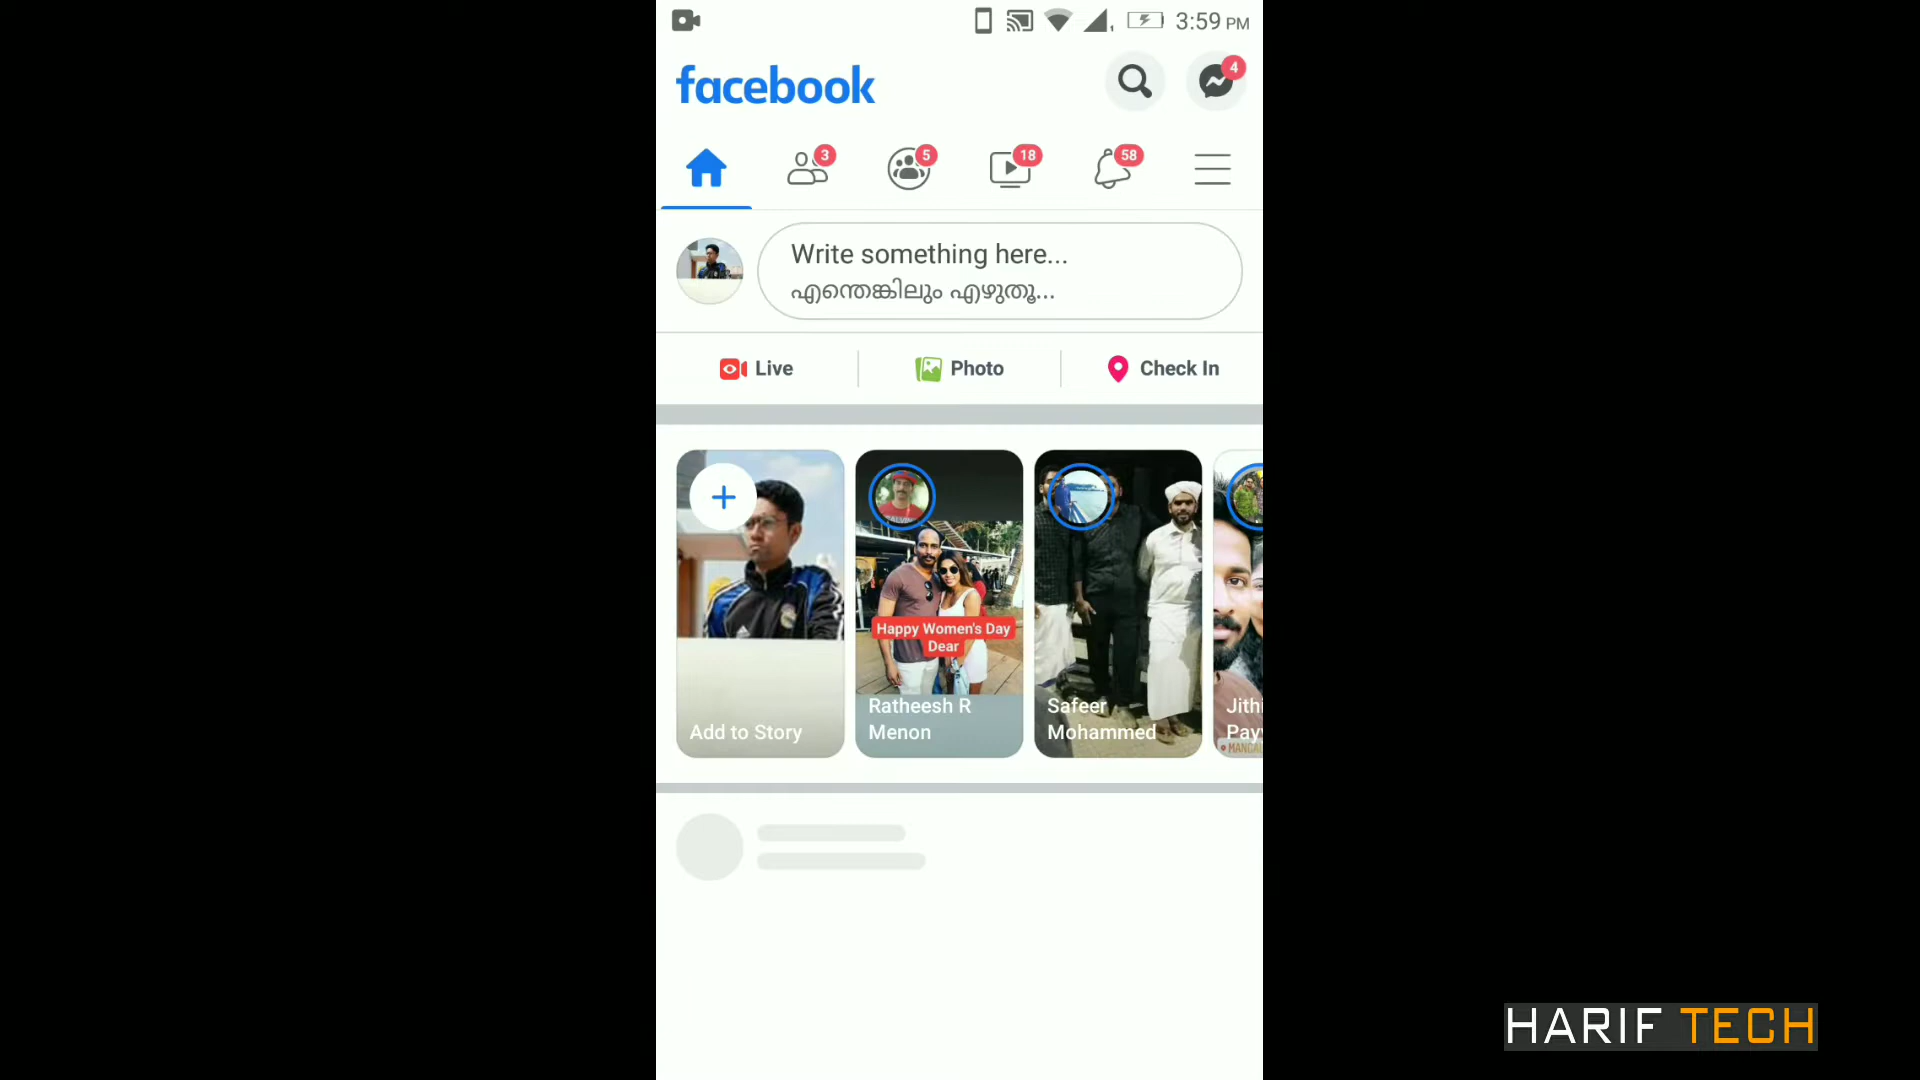 3:59 PM
facebook
4
3
5
18
58
Write something here...
എന്തെങ്കിലും എഴുതൂ...
Live
Photo
Check In
Happy Women's Day
Dear
Add to Story
Ratheesh R
Menon
Safeer
Mohammed
Jithi
HARIF TECH